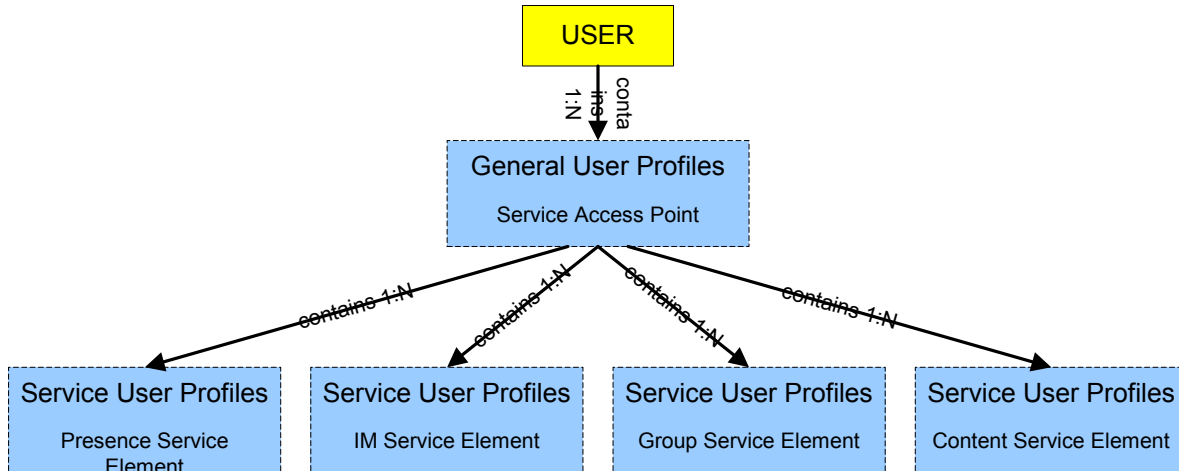 USER
conta
ins
1:N
General User Profiles
Service Access Point
contains 1:N
contains 1:N
contains 1:N
contains 1:N
Service User Profiles
Presence Service
Element
Service User Profiles
IM Service Element
Service User Profiles
Group Service Element
Service User Profiles
Content Service Element